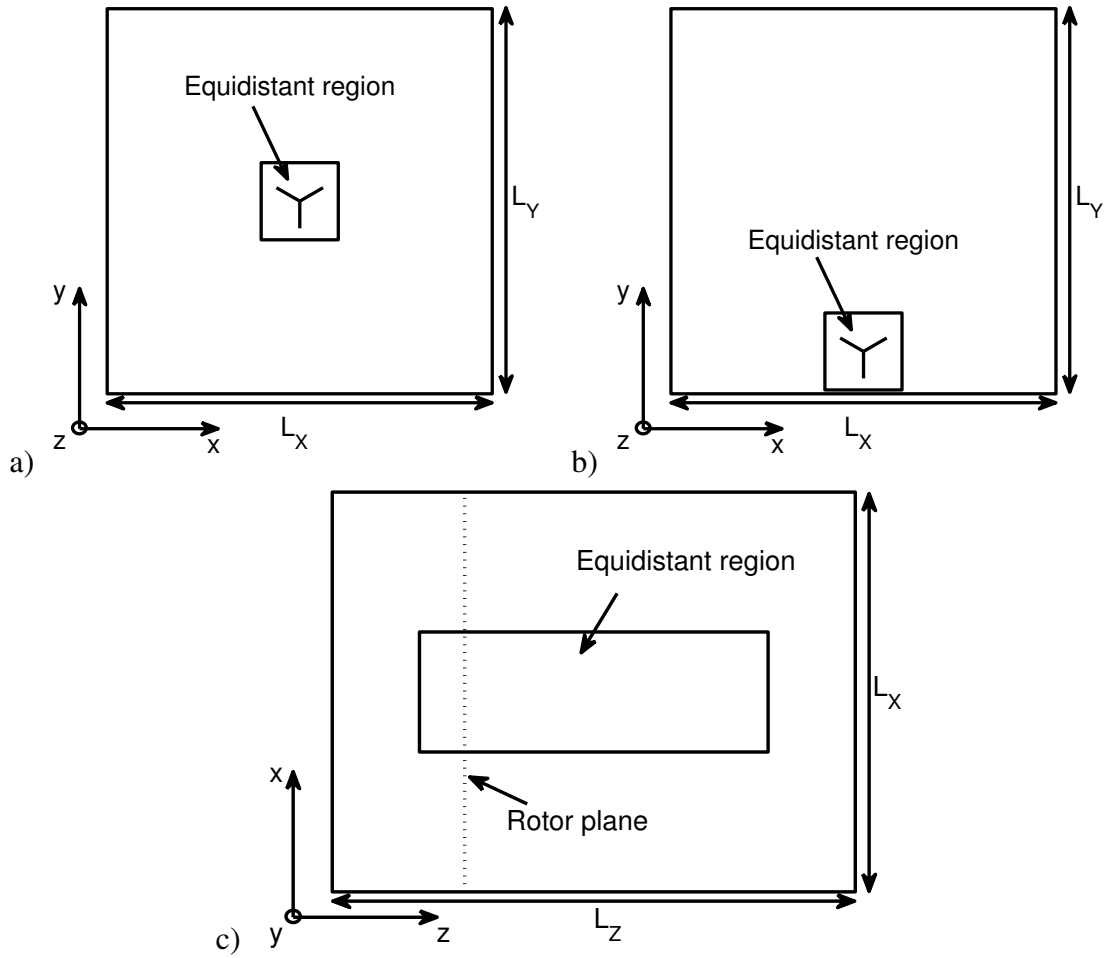 Equidistant region
L_Y
y
z
x
L_X
a)
Equidistant region
L_Y
y
z
x
L_X
b)
Equidistant region
L_X
x
Rotor plane
y
z
L_Z
c)